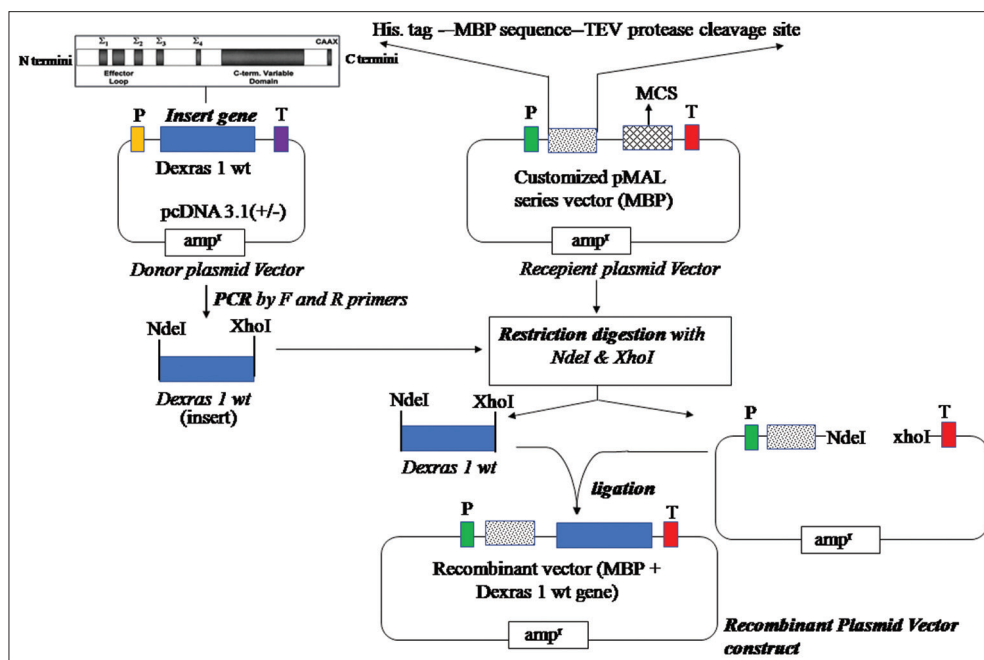 His. tag —MBP sequence–TEV protease cleavage site
Σ1 Σ2 Σ3 Σ4 CAAX
N termini
C termini
Effector
Loop
C-term. Variable
Domain
P Insert gene T
Dexras 1 wt
pcDNA 3.1(+/-)
ampʳ
Donor plasmid Vector
MCS
P
T
Customized pMAL
series vector (MBP)
ampʳ
Recepient plasmid Vector
PCR by F and R primers
NdeI XhoI
Dexras 1 wt
(insert)
Restriction digestion with
NdeI & XhoI
NdeI XhoI
Dexras 1 wt
P
T
NdeI xhoI
ampʳ
ligation
P
T
Recombinant vector (MBP +
Dexras 1 wt gene)
ampʳ
Recombinant Plasmid Vector
construct